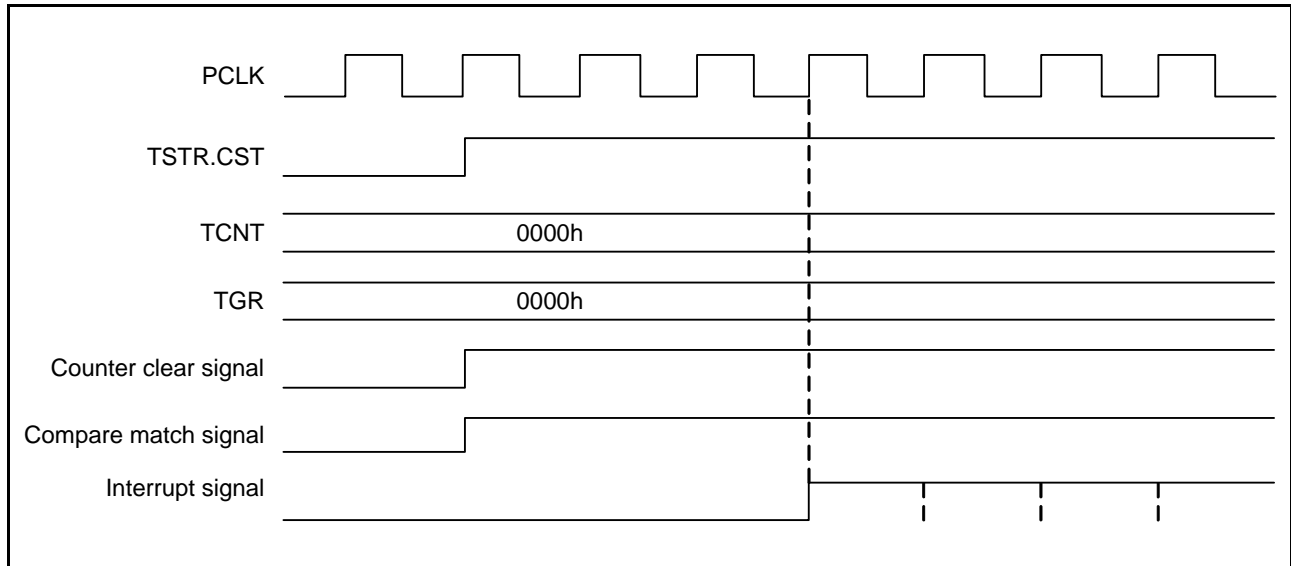 PCLK
TSTR.CST
TCNT
0000h
TGR
0000h
Counter clear signal
Compare match signal
Interrupt signal